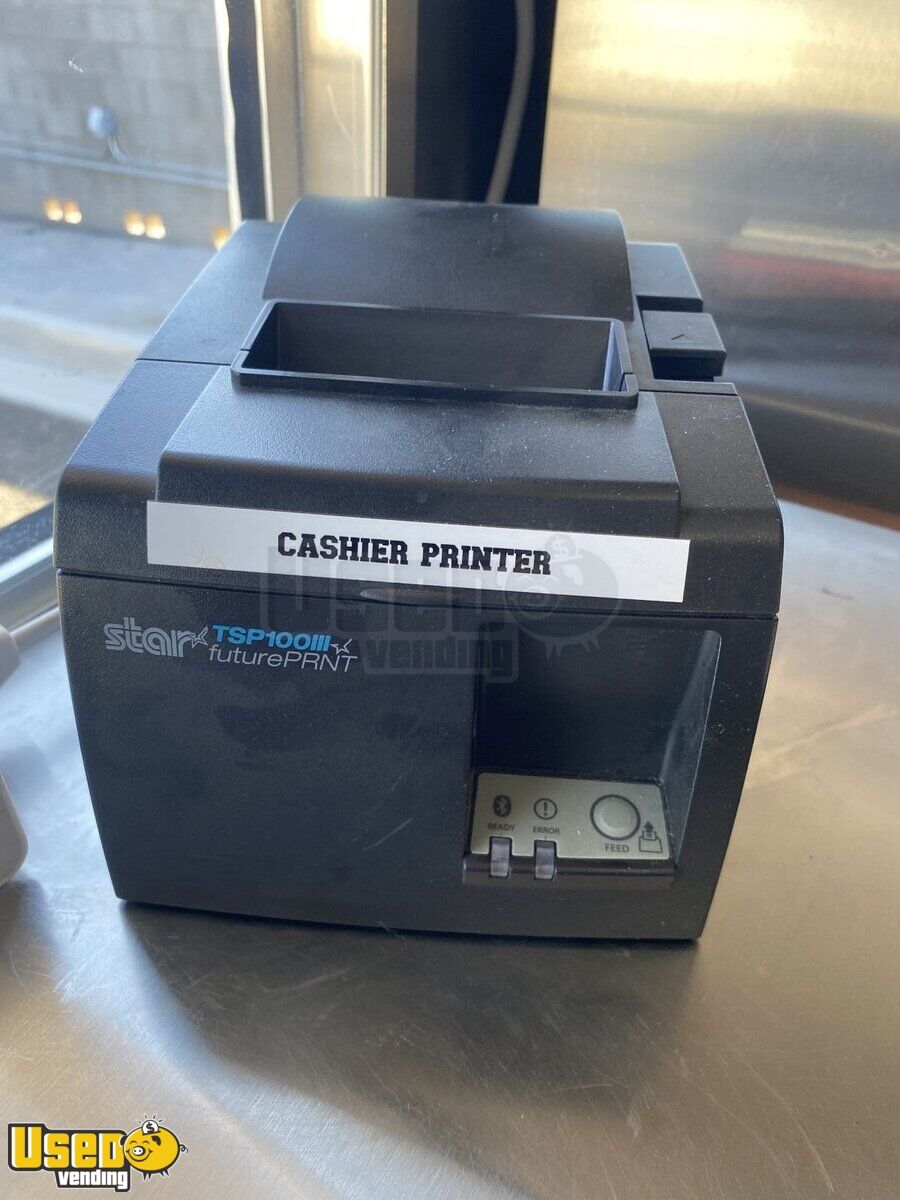 CASHIER PRINTER
star TSP100III
futurePRNT
USED
vending
READY ERROR
FEED
USED
vending